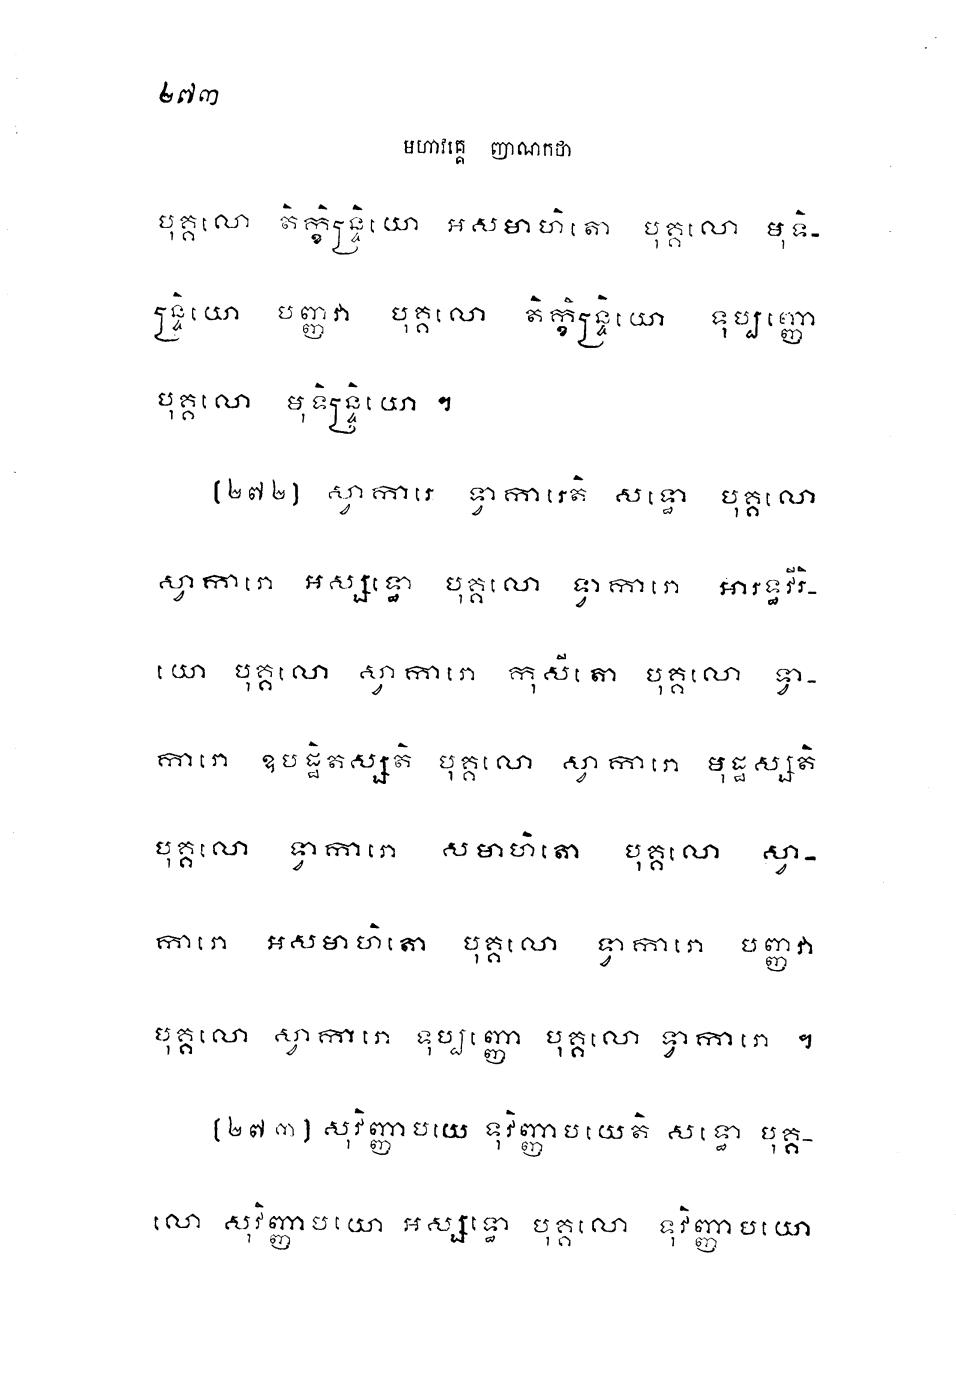 ២៧៣
មហាវគ្គេ ញាណកថា
បុគ្គលោ តិក្ខិន្ទ្រិយោ អសមាហិតោ បុគ្គលោ មុទិ-
ន្ទ្រិយោ បញ្ញវា បុគ្គលោ តិក្ខិន្ទ្រិយោ ទុប្បញ្ញោ
បុគ្គលោ មុទិន្ទ្រិយោ ។
(២៧២) ស្វាការេ ទ្វាការេតិ សទ្ធោ បុគ្គលោ
ស្វាការោ អស្សទ្ធោ បុគ្គលោ ទ្វាការោ អារទ្ធវីរិ-
យោ បុគ្គលោ ស្វាការោ កុសីតោ បុគ្គលោ ទ្វា-
ការោ ឧបដ្ឋិតស្សតិ បុគ្គលោ ស្វាការោ មុដ្ឋស្សតិ
បុគ្គលោ ទ្វាការោ សមាហិតោ បុគ្គលោ ស្វា-
ការោ អសមាហិតោ បុគ្គលោ ទ្វាការោ បញ្ញវា
បុគ្គលោ ស្វាការោ ទុប្បញ្ញោ បុគ្គលោ ទ្វាការោ ។
(២៧៣) សុវិញ្ញាបយេ ទុវិញ្ញាបយេតិ សទ្ធោ បុគ្គ-
លោ សុវិញ្ញាបយោ អស្សទ្ធោ បុគ្គលោ ទុវិញ្ញាបយោ